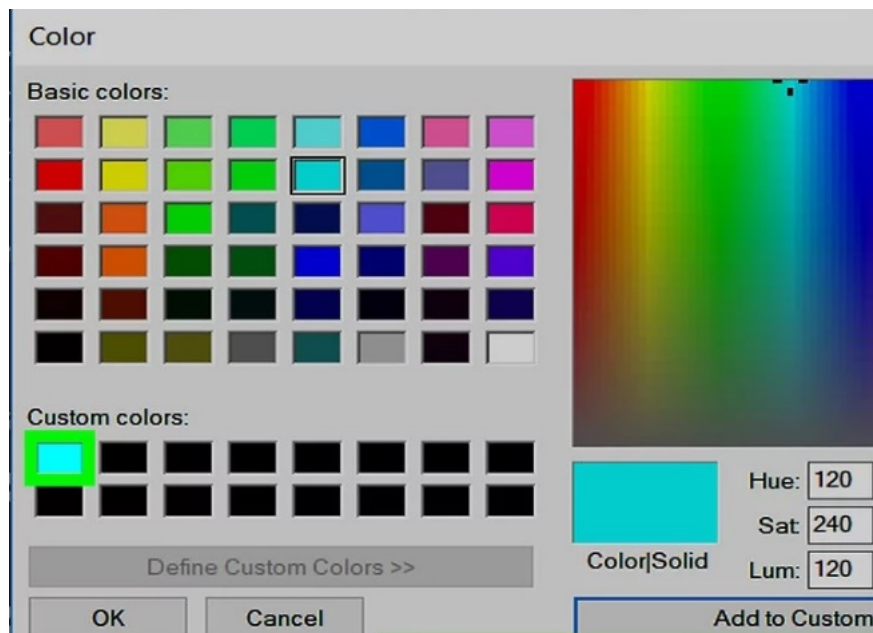 Color
Basic colors:
Custom colors:
Define Custom Colors >>
OK
Cancel
Color|Solid
Hue: 120
Sat: 240
Lum: 120
Add to Custom